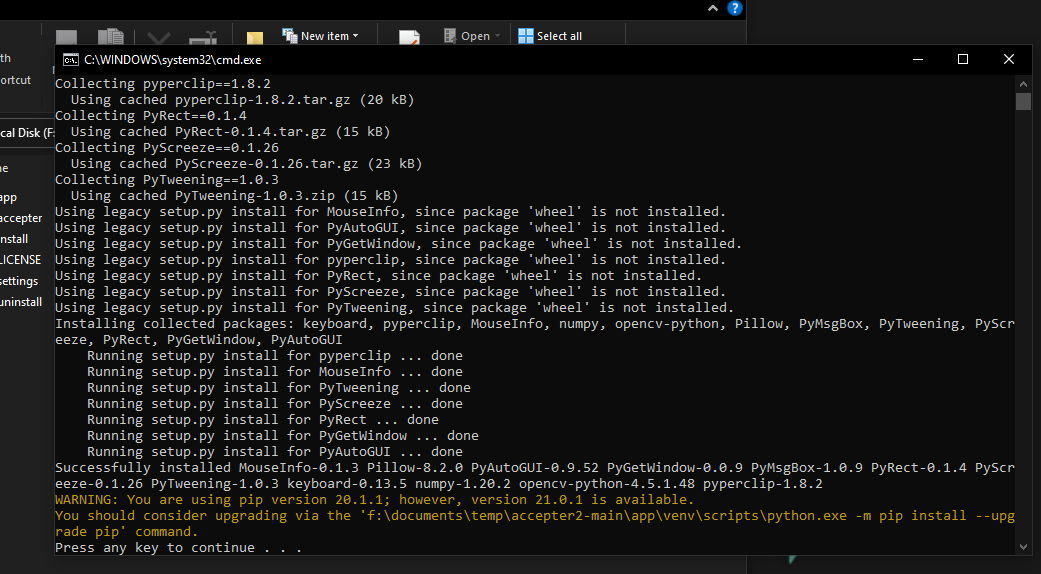 New item
Open
Select all
th
ortcut
C:\WINDOWS\system32\cmd.exe
cal Disk (F:
ne
app
accepter
nstall
LICENSE
settings
uninstall
Collecting pyperclip==1.8.2
Using cached pyperclip-1.8.2.tar.gz (20 kB)
Collecting PyRect==0.1.4
Using cached PyRect-0.1.4.tar.gz (15 kB)
Collecting PyScreeze==0.1.26
Using cached PyScreeze-0.1.26.tar.gz (23 kB)
Collecting PyTweening==1.0.3
Using cached PyTweening-1.0.3.zip (15 kB)
Using legacy setup.py install for MouseInfo, since package 'wheel' is not installed.
Using legacy setup.py install for PyAutoGUI, since package 'wheel' is not installed.
Using legacy setup.py install for PyGetWindow, since package 'wheel' is not installed.
Using legacy setup.py install for pyperclip, since package 'wheel' is not installed.
Using legacy setup.py install for PyRect, since package 'wheel' is not installed.
Using legacy setup.py install for PyScreeze, since package 'wheel' is not installed.
Using legacy setup.py install for PyTweening, since package 'wheel' is not installed.
Installing collected packages: keyboard, pyperclip, MouseInfo, numpy, opencv-python, Pillow, PyMsgBox, PyTweening, PyScr
eeze, PyRect, PyGetWindow, PyAutoGUI
Running setup.py install for pyperclip ... done
Running setup.py install for MouseInfo ... done
Running setup.py install for PyTweening ... done
Running setup.py install for PyScreeze ... done
Running setup.py install for PyRect ... done
Running setup.py install for PyGetWindow ... done
Running setup.py install for PyAutoGUI ... done
Successfully installed MouseInfo-0.1.3 Pillow-8.2.0 PyAutoGUI-0.9.52 PyGetWindow-0.0.9 PyMsgBox-1.0.9 PyRect-0.1.4 PyScr
eeze-0.1.26 PyTweening-1.0.3 keyboard-0.13.5 numpy-1.20.2 opencv-python-4.5.1.48 pyperclip-1.8.2
WARNING: You are using pip version 20.1.1; however, version 21.0.1 is available.
You should consider upgrading via the 'f:\documents\temp\accepter2-main\app\venv\scripts\python.exe -m pip install --upg
rade pip' command.
Press any key to continue . . .